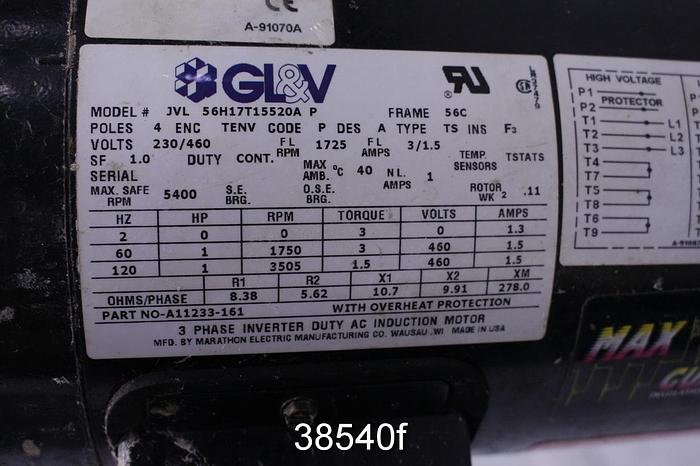 A-91070A
GL&V
LR37479
MODEL # JVL 56H17T15520A P FRAME 56C
POLES 4 ENC TENV CODE P DES A TYPE TS INS F3
VOLTS 230/460 FL RPM 1725 FL AMPS 3/1.5
SF 1.0 DUTY CONT. MAX AMB. °C 40 NL. AMPS 1 TEMP. SENSORS TSTATS
SERIAL
MAX. SAFE RPM 5400 S.E. BRG. O.S.E. BRG. ROTOR WK 2 .11
HZ HP RPM TORQUE VOLTS AMPS
2 0 0 3 0 1.3
60 1 1750 3 460 1.5
120 1 3505 1.5 460 1.5
R1 R2 X1 X2 XM
OHMS/PHASE 8.38 5.62 10.7 9.91 278.0
PART NO-A11233-161 WITH OVERHEAT PROTECTION
3 PHASE INVERTER DUTY AC INDUCTION MOTOR
MFD. BY MARATHON ELECTRIC MANUFACTURING CO. WAUSAU .WI MADE IN USA
HIGH VOLTAGE
P1
PROTECTOR
P2
T1 L1
T2 L2
T3 L3
T4
T7
T5
T8
T6
T9
MAX
38540f